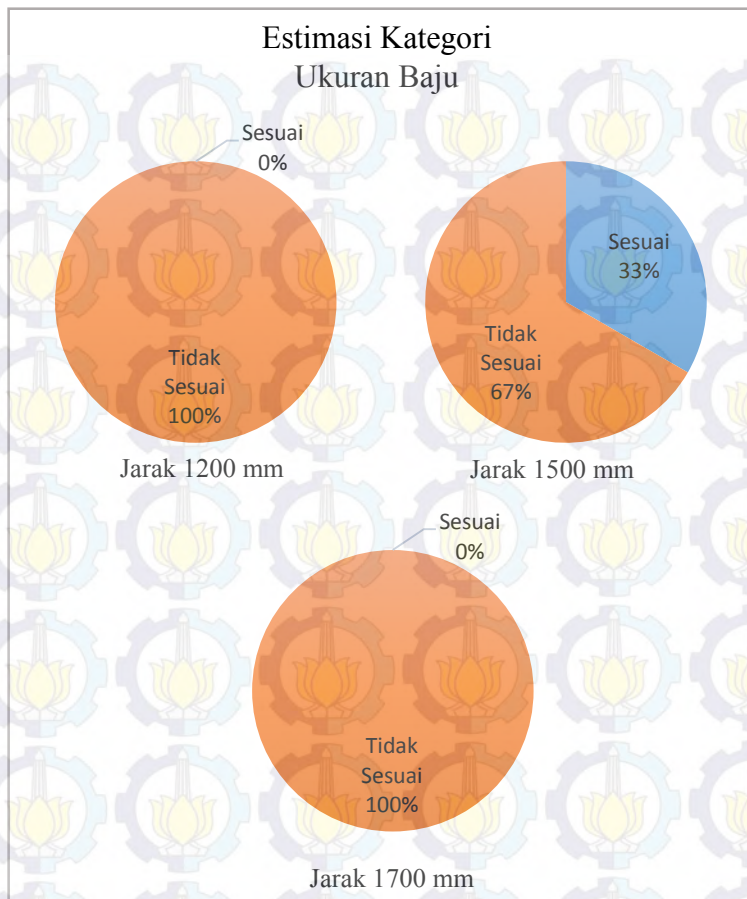 Estimasi Kategori
Ukuran Baju
Sesuai
0%
Tidak
Sesuai
100%
Jarak 1200 mm
Sesuai
33%
Tidak
Sesuai
67%
Jarak 1500 mm
Sesuai
0%
Tidak
Sesuai
100%
Jarak 1700 mm